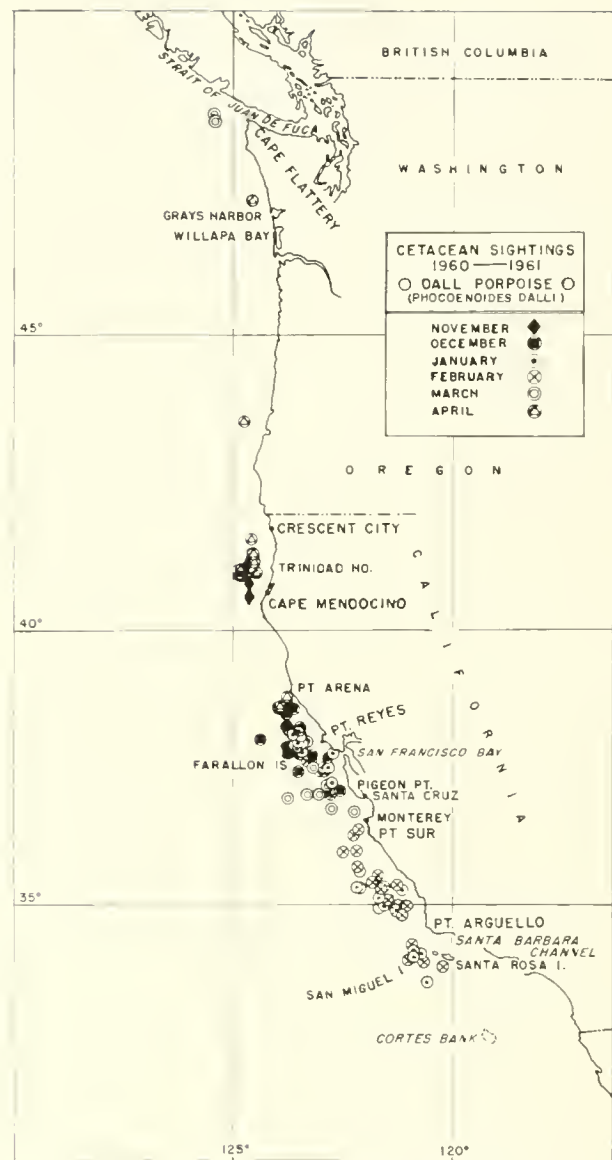 BRITISH COLUMBIA
STRAIT OF JUAN DE FUCA
CAPE FLATTERY
WASHINGTON
GRAYS HARBOR
WILLAPA BAY
CETACEAN SIGHTINGS
1960 — 1961
DALL PORPOISE
(PHOCOENOIDES DALLI)
NOVEMBER
DECEMBER
JANUARY
FEBRUARY
MARCH
APRIL
45°
OREGON
CRESCENT CITY
TRINIDAD HD.
CAPE MENDOCINO
40°
CALIFORNIA
PT ARENA
PT. REYES
SAN FRANCISCO BAY
FARALLON IS
PIGEON PT.
SANTA CRUZ
MONTEREY
PT SUR
35°
PT. ARGUELLO
SANTA BARBARA
CHANNEL
SANTA ROSA I.
SAN MIGUEL I
CORTES BANK
125°
120°